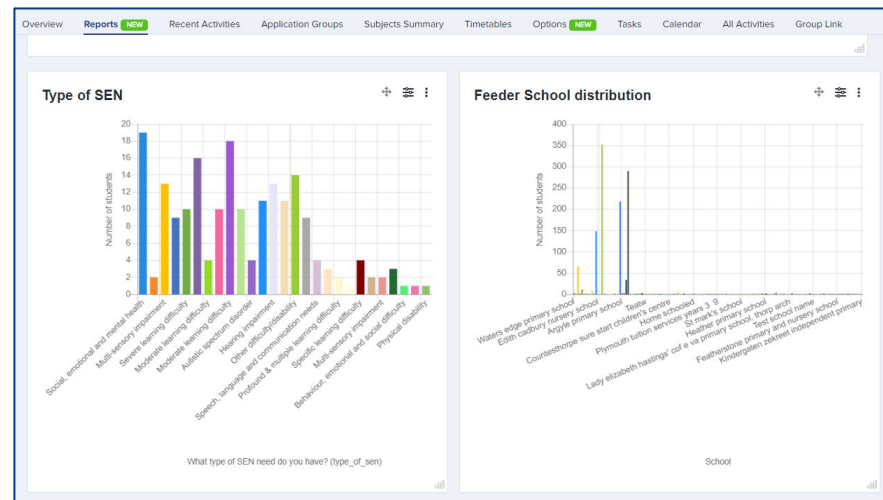 Overview Reports NEW Recent Activities Application Groups Subjects Summary Timetables Options NEW Tasks Calendar All Activities Group Link
Type of SEN
20
18
16
14
12
10
8
6
4
2
0
Number of students
Social, emotional and mental health
Multi-sensory impairment
Severe learning difficulty
Moderate learning difficulty
Moderate learning difficulty
Autistic spectrum disorder
Hearing impairment
Other difficulty/disability
Speech, language and communication needs
Profound & multiple learning difficulty
Specific learning difficulty
Multi-sensory impairment
Behaviour, emotional and social difficulty
Physical disability
What type of SEN need do you have? (type_of_sen)
Feeder School distribution
400
350
300
250
200
150
100
50
0
Number of students
Waters edge primary school
Edith cadbury nursery school
Argyle primary school
Teatw
Countesthorpe sure start children's centre
Home schooled
Plymouth tuition services years 3 9
St mark's school
Heather primary school
Lady elizabeth hastings' cof e va primary school, thorp arch
Test school name
Featherstone primary and nursery school
Kindergaten zekreet independent primary
School